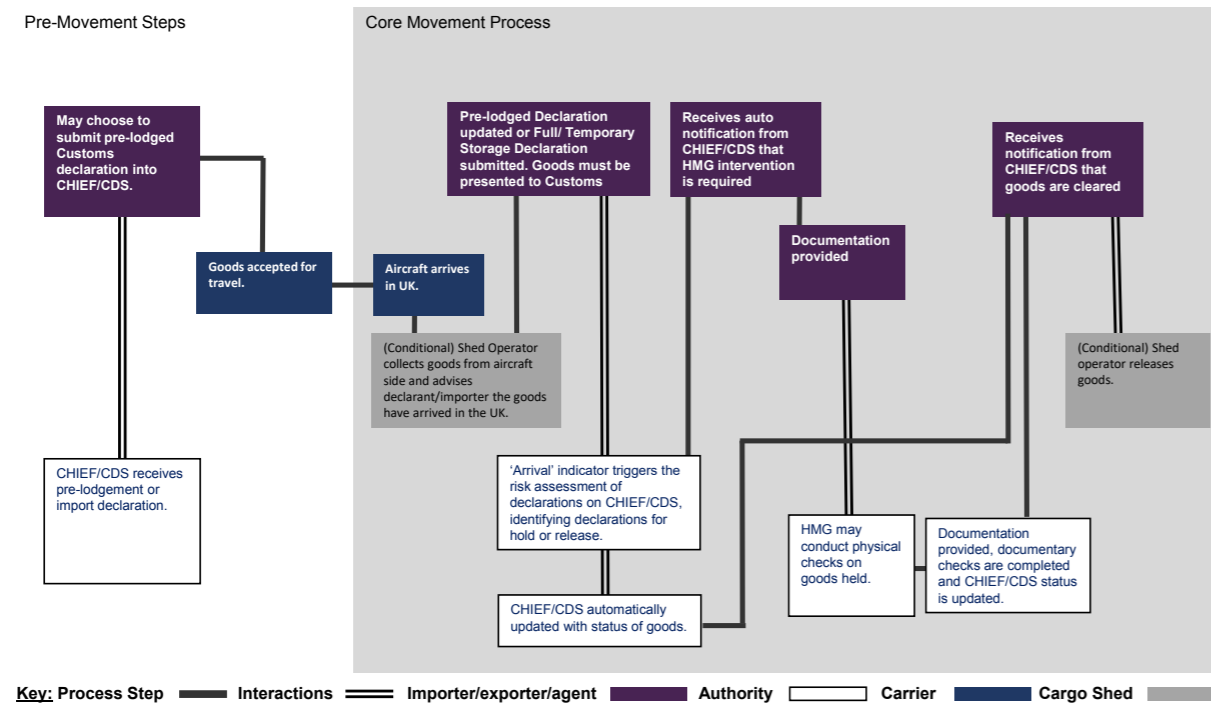 Pre-Movement Steps
Core Movement Process
May choose to
submit pre-lodged
Customs
declaration into
CHIEF/CDS.
Pre-lodged Declaration
updated or Full/ Temporary
Storage Declaration
submitted. Goods must be
presented to Customs
Receives auto
notification from
CHIEF/CDS that
HMG intervention
is required
Receives
notification from
CHIEF/CDS that
goods are cleared
Documentation
provided
Goods accepted for
travel.
Aircraft arrives
in UK.
(Conditional) Shed Operator
collects goods from aircraft
side and advises
declarant/importer the goods
have arrived in the UK.
(Conditional) Shed
operator releases
goods.
CHIEF/CDS receives
pre-lodgement or
import declaration.
‘Arrival’ indicator triggers the
risk assessment of
declarations on CHIEF/CDS,
identifying declarations for
hold or release.
HMG may
conduct physical
checks on
goods held.
Documentation
provided, documentary
checks are completed
and CHIEF/CDS status
is updated.
CHIEF/CDS automatically
updated with status of goods.
Key: Process Step Interactions Importer/exporter/agent Authority Carrier Cargo Shed